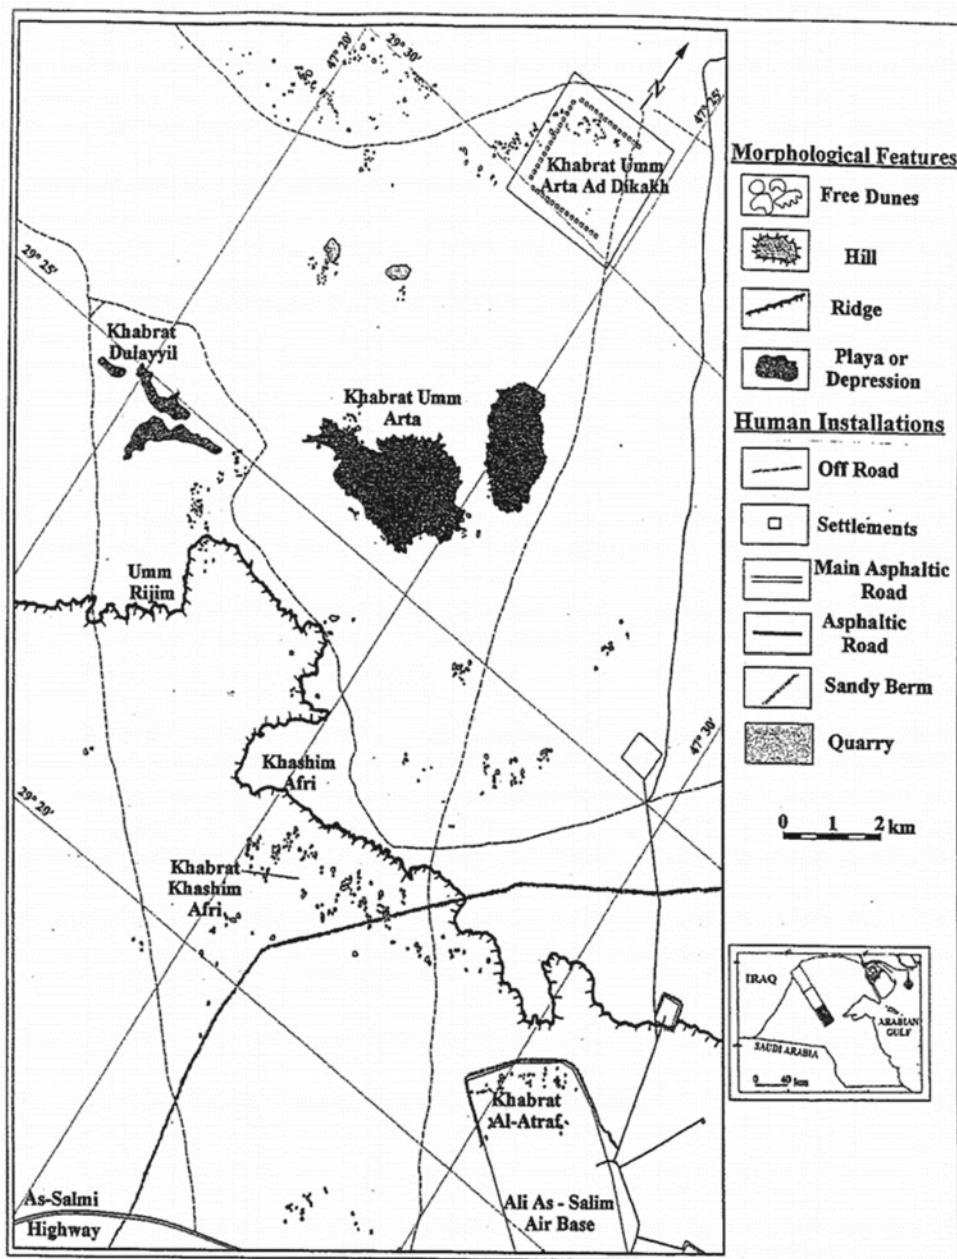 47° 20'
29° 30'
N
47° 25'
Khabrat Umm
Arta Ad Dikakh
29° 25'
Khabrat
Dulayyil
Khabrat Umm
Arta
Umm
Rijim
Khashim
Afri
47° 30'
29° 20'
Khabrat
Khashim
Afri
Khabrat
Al-Atraf
As-Salmi
Highway
Ali As - Salim
Air Base
Morphological Features
Free Dunes
Hill
Ridge
Playa or
Depression
Human Installations
Off Road
Settlements
Main Asphaltic
Road
Asphaltic
Road
Sandy Berm
Quarry
0 1 2 km
IRAQ
ARABIAN
GULF
SAUDI ARABIA
0 40 km